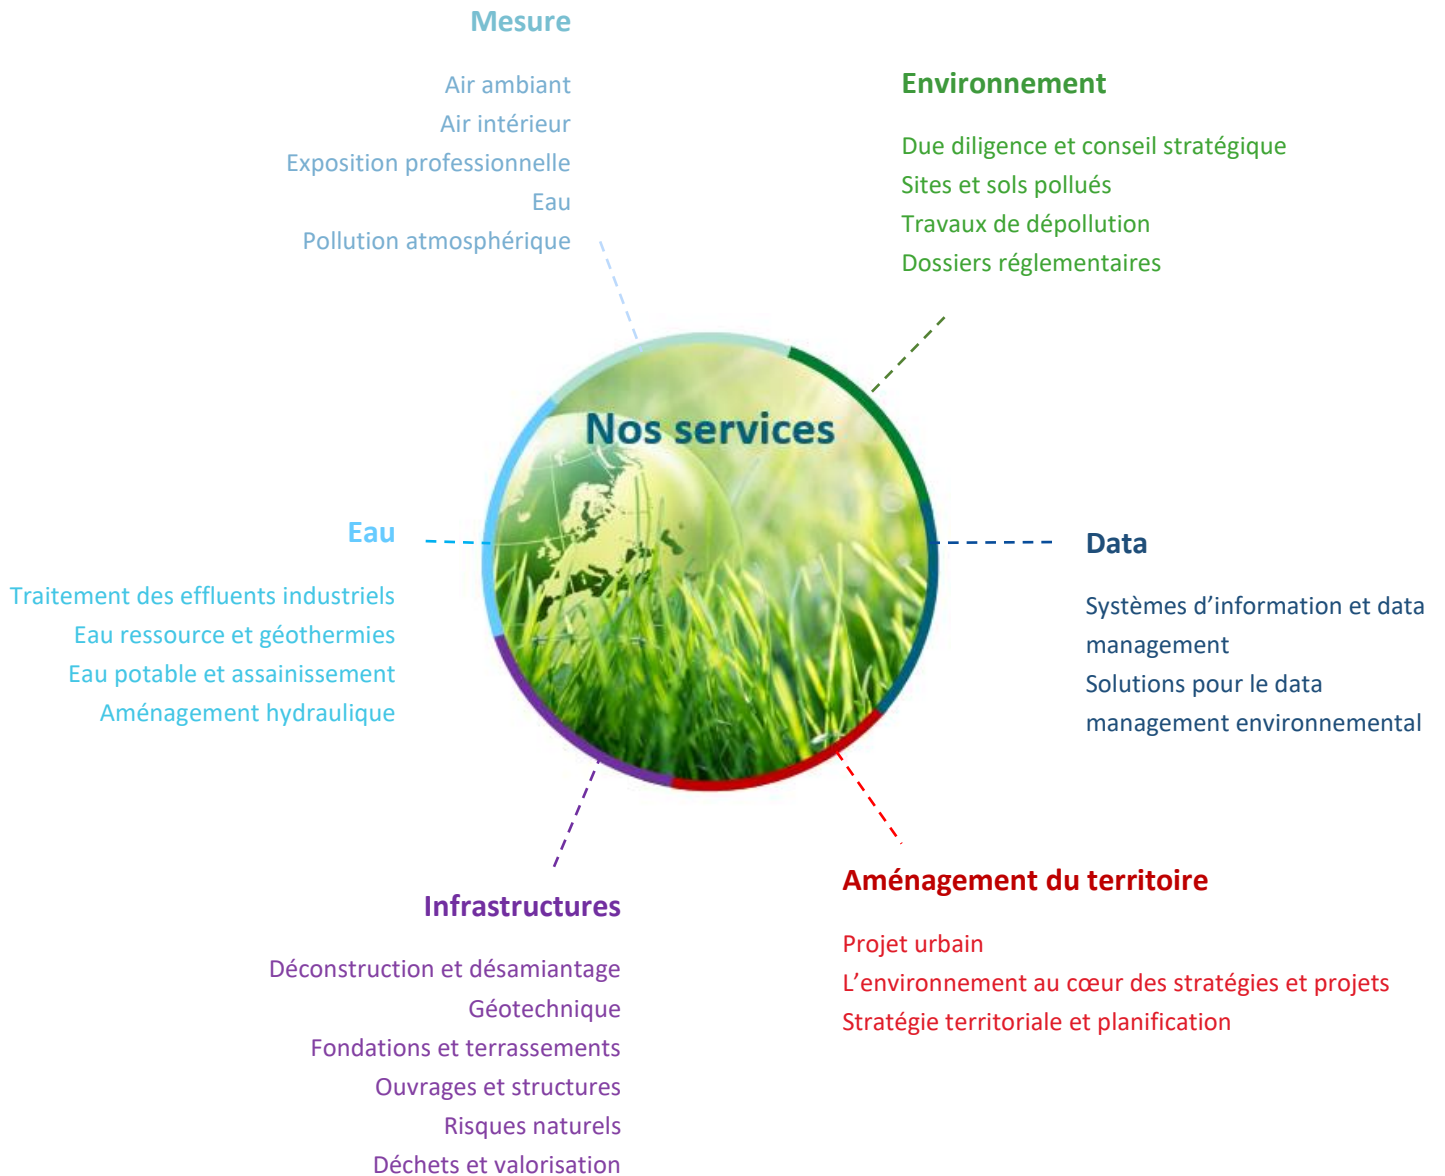 Mesure
Air ambiant
Air intérieur
Exposition professionnelle
Eau
Pollution atmosphérique
Environnement
Due diligence et conseil stratégique
Sites et sols pollués
Travaux de dépollution
Dossiers réglementaires
Nos services
Eau
Traitement des effluents industriels
Eau ressource et géothermies
Eau potable et assainissement
Aménagement hydraulique
Data
Systèmes d’information et data
management
Solutions pour le data
management environnemental
Infrastructures
Déconstruction et désamiantage
Géotechnique
Fondations et terrassements
Ouvrages et structures
Risques naturels
Déchets et valorisation
Aménagement du territoire
Projet urbain
L’environnement au cœur des stratégies et projets
Stratégie territoriale et planification